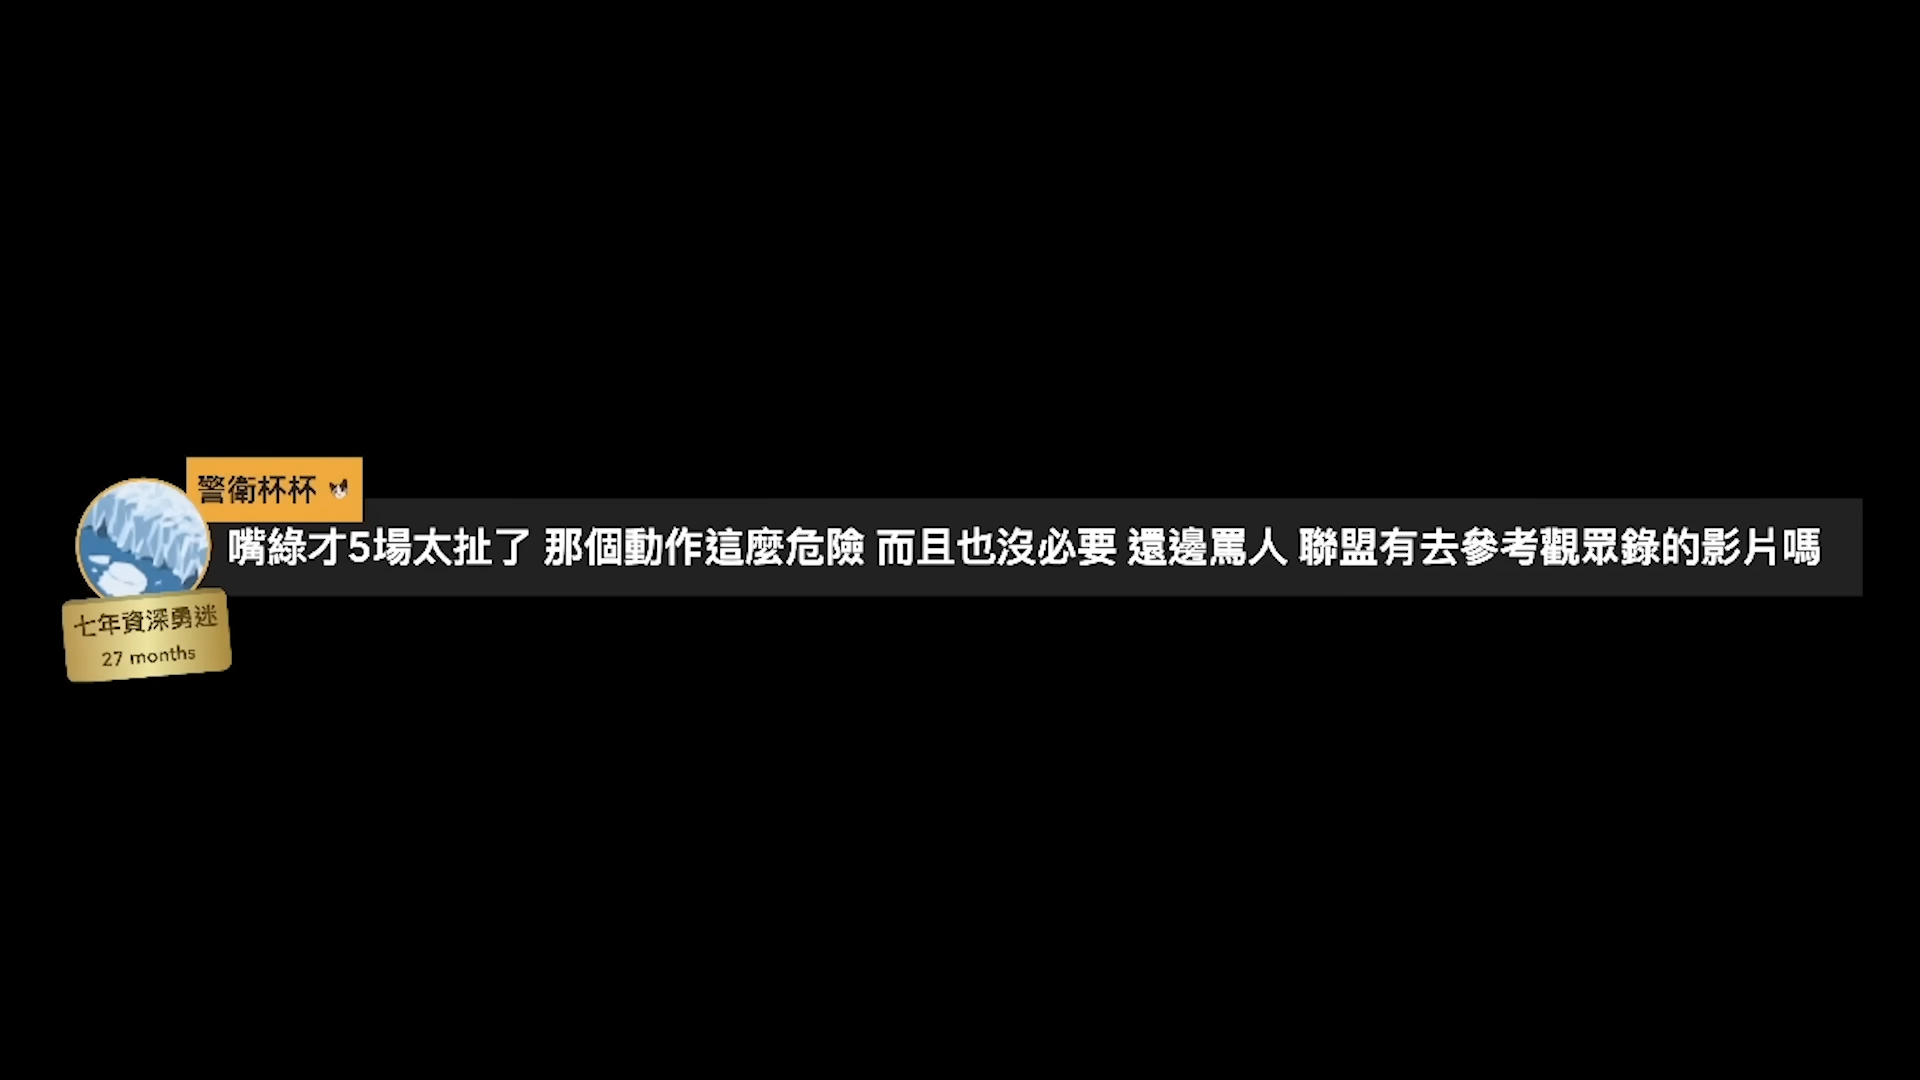 警衛杯杯
嘴綠才5場太扯了 那個動作這麼危險 而且也沒必要 還邊罵人 聯盟有去參考觀眾錄的影片嗎
七年資深勇迷
27 months